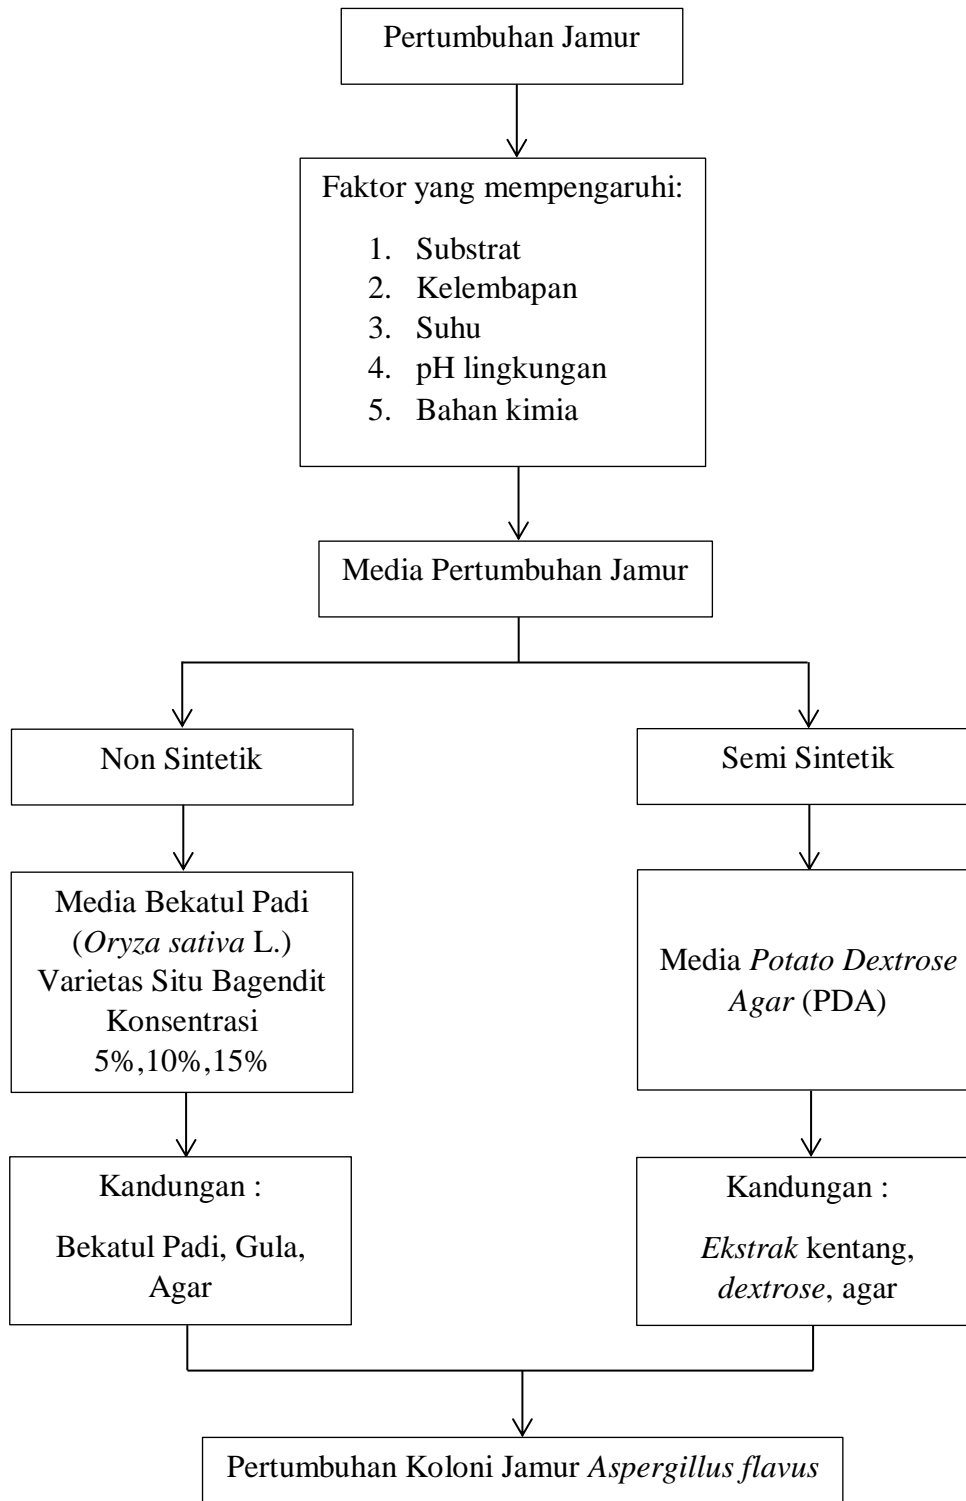 Pertumbuhan Jamur
Faktor yang mempengaruhi:
1. Substrat
2. Kelembapan
3. Suhu
4. pH lingkungan
5. Bahan kimia
Media Pertumbuhan Jamur
Non Sintetik
Semi Sintetik
Media Bekatul Padi
(Oryza sativa L.)
Varietas Situ Bagendit
Konsentrasi
5%,10%,15%
Media Potato Dextrose
Agar (PDA)
Kandungan :
Bekatul Padi, Gula,
Agar
Kandungan :
Ekstrak kentang,
dextrose, agar
Pertumbuhan Koloni Jamur Aspergillus flavus